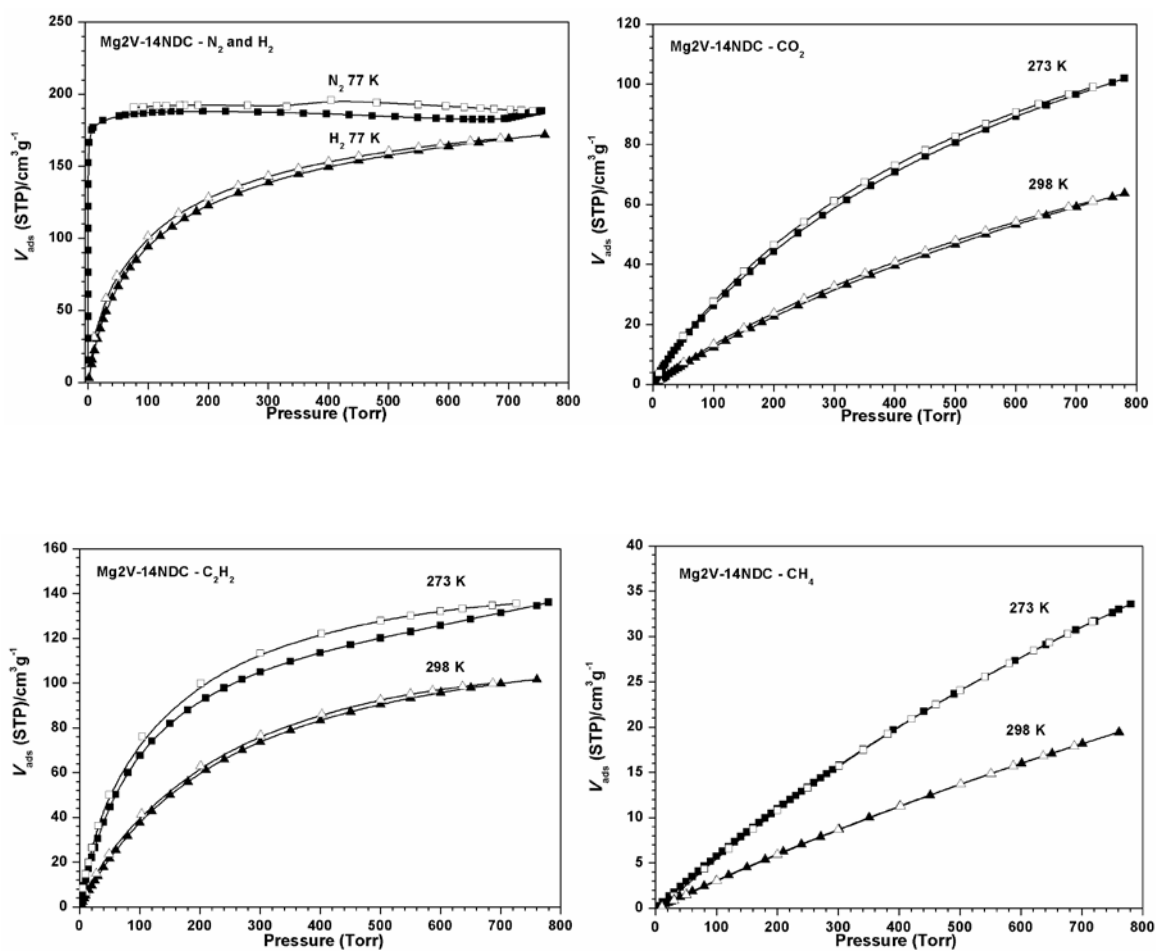 Mg2V-14NDC - N₂ and H₂
N₂ 77 K
H₂ 77 K
V_ads (STP)/cm³g⁻¹
250
200
150
100
50
0
0 100 200 300 400 500 600 700 800
Pressure (Torr)
Mg2V-14NDC - CO₂
273 K
298 K
V_ads (STP)/cm³g⁻¹
120
100
80
60
40
20
0
0 100 200 300 400 500 600 700 800
Pressure (Torr)
Mg2V-14NDC - C₂H₂
273 K
298 K
V_ads (STP)/cm³g⁻¹
160
140
120
100
80
60
40
20
0
0 100 200 300 400 500 600 700 800
Pressure (Torr)
Mg2V-14NDC - CH₄
273 K
298 K
V_ads (STP)/cm³g⁻¹
40
35
30
25
20
15
10
5
0
0 100 200 300 400 500 600 700 800
Pressure (Torr)